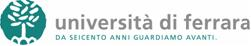 università di ferrara
DA SEICENTO ANNI GUARDIAMO AVANTI.